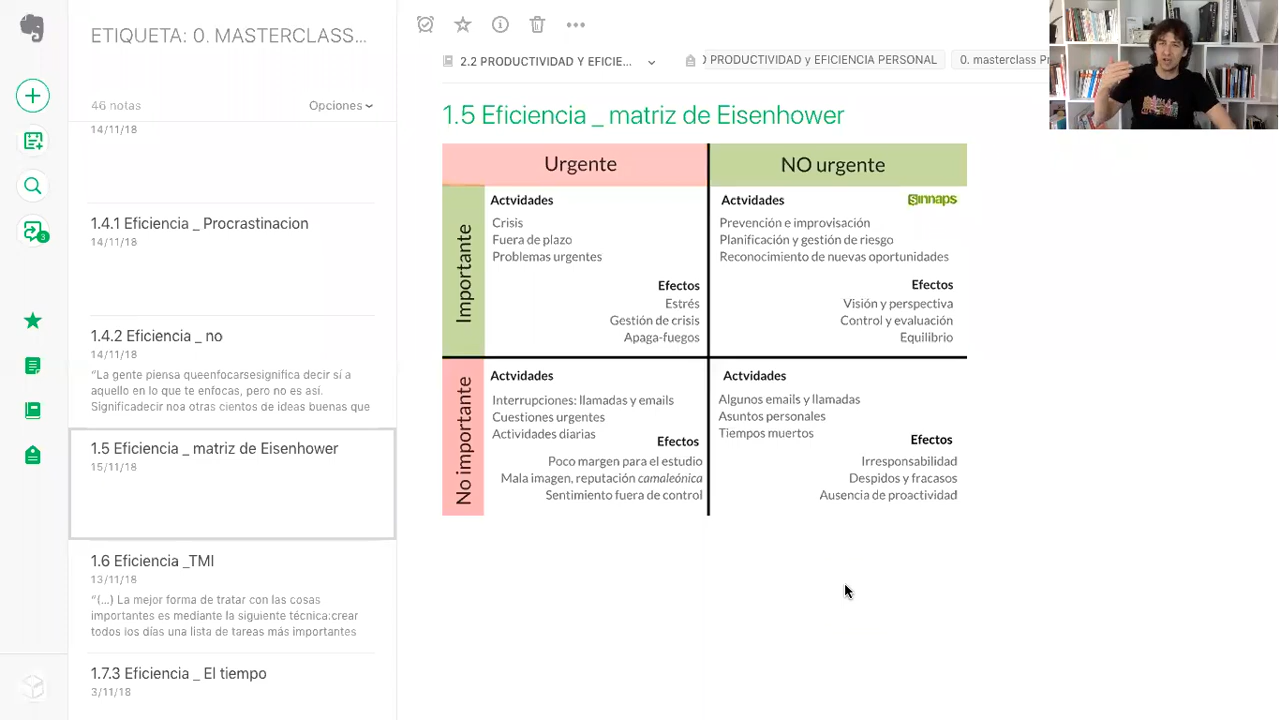 ETIQUETA: 0. MASTERCLASS...
46 notas
Opciones
14/11/18
1.4.1 Eficiencia _ Procrastinacion
14/11/18
1.4.2 Eficiencia _ no
14/11/18
“La gente piensa queenfocarsesignifica decir sí a
aquello en lo que te enfocas, pero no es así.
Significadecir noa otras cientos de ideas buenas que
1.5 Eficiencia _ matriz de Eisenhower
15/11/18
1.6 Eficiencia _TMI
13/11/18
“(...) La mejor forma de tratar con las cosas
importantes es mediante la siguiente técnica:crear
todos los días una lista de tareas más importantes
1.7.3 Eficiencia _ El tiempo
3/11/18
3
2.2 PRODUCTIVIDAD Y EFICIE...
PRODUCTIVIDAD y EFICIENCIA PERSONAL
0. masterclass Pr
1.5 Eficiencia _ matriz de Eisenhower
Urgente
NO urgente
Importante
Actvidades
Crisis
Fuera de plazo
Problemas urgentes
Efectos
Estrés
Gestión de crisis
Apaga-fuegos
Actvidades
Sinnaps
Prevención e improvisación
Planificación y gestión de riesgo
Reconocimiento de nuevas oportunidades
Efectos
Visión y perspectiva
Control y evaluación
Equilibrio
No importante
Actvidades
Interrupciones: llamadas y emails
Cuestiones urgentes
Actividades diarias
Efectos
Poco margen para el estudio
Mala imagen, reputación camaleónica
Sentimiento fuera de control
Actvidades
Algunos emails y llamadas
Asuntos personales
Tiempos muertos
Efectos
Irresponsabilidad
Despidos y fracasos
Ausencia de proactividad